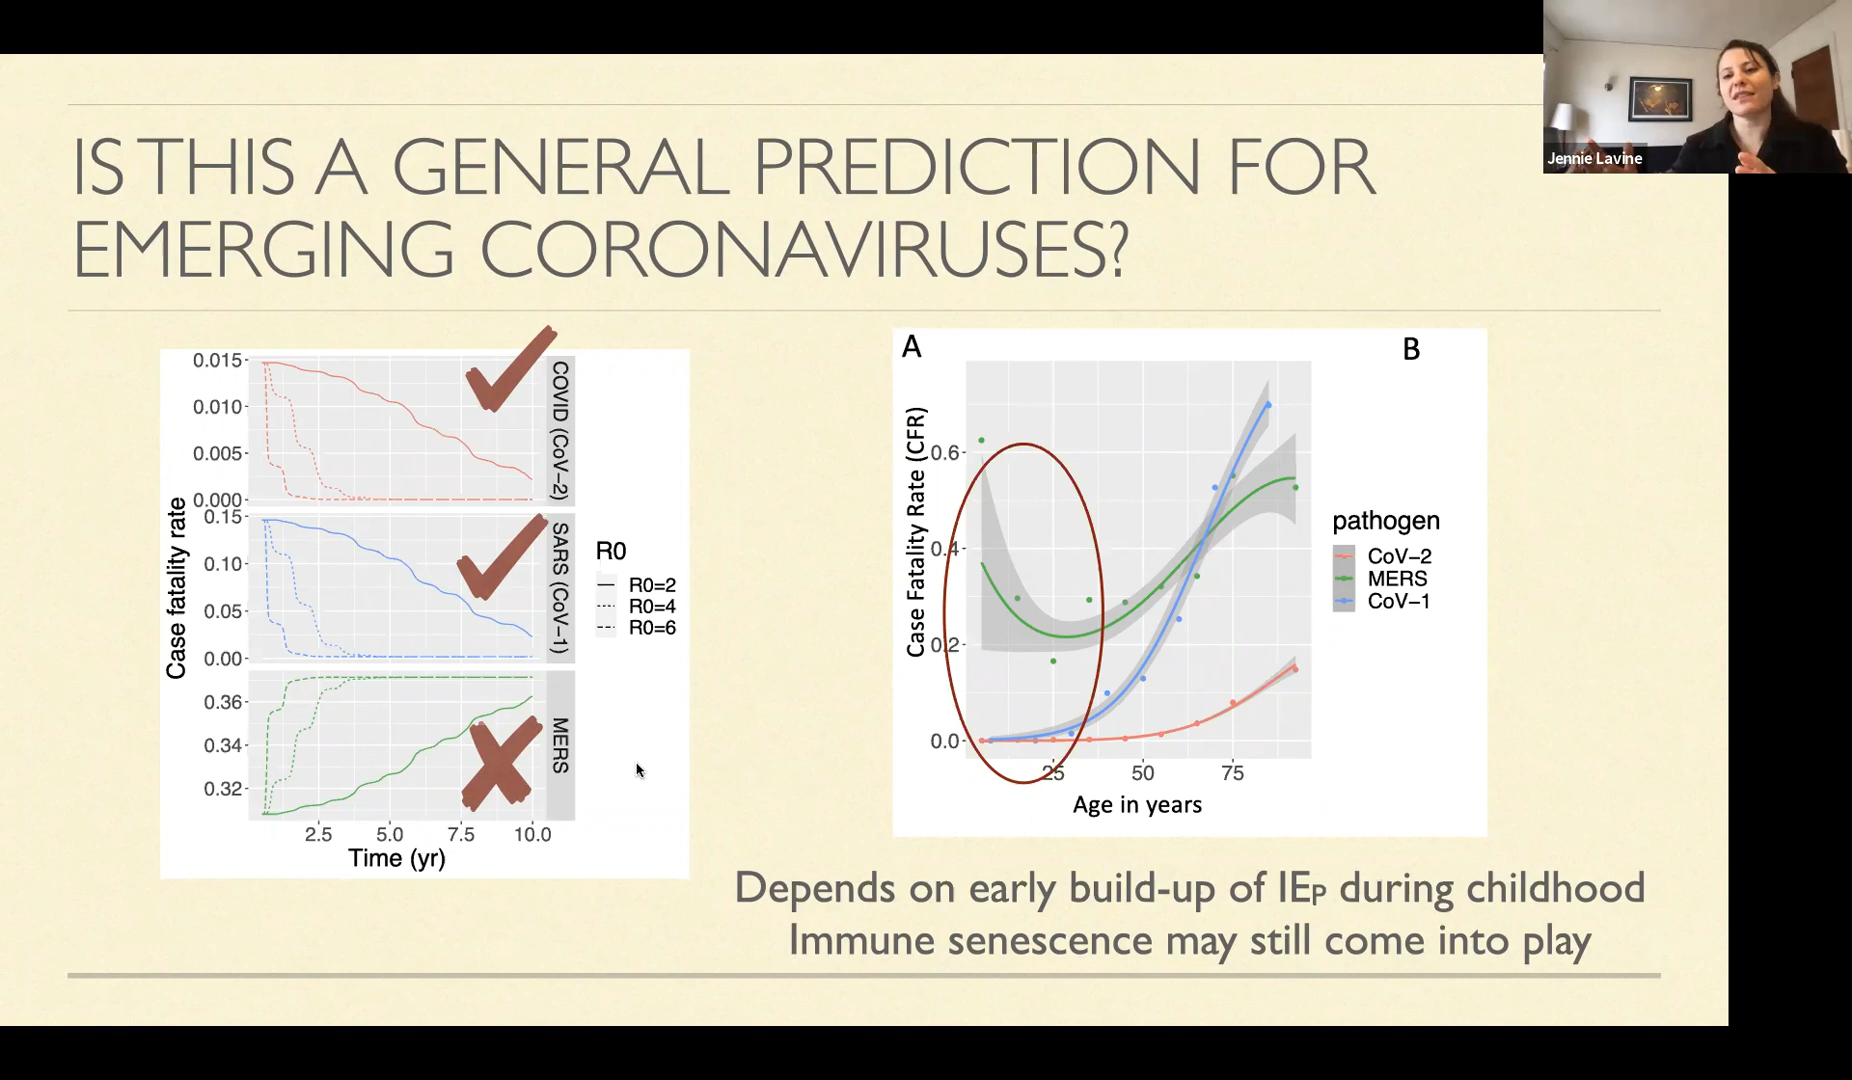 IS THIS A GENERAL PREDICTION FOR
EMERGING CORONAVIRUSES?
Jennie Lavine
Case fatality rate
0.015
0.010
0.005
0.000
COVID (CoV-2)
0.15
0.10
0.05
0.00
SARS (CoV-1)
0.36
0.34
0.32
MERS
2.5 5.0 7.5 10.0
Time (yr)
R0
R0=2
R0=4
R0=6
A
B
Case Fatality Rate (CFR)
0.6
0.4
0.2
0.0
25 50 75
Age in years
pathogen
CoV-2
MERS
CoV-1
Depends on early build-up of IEP during childhood
Immune senescence may still come into play